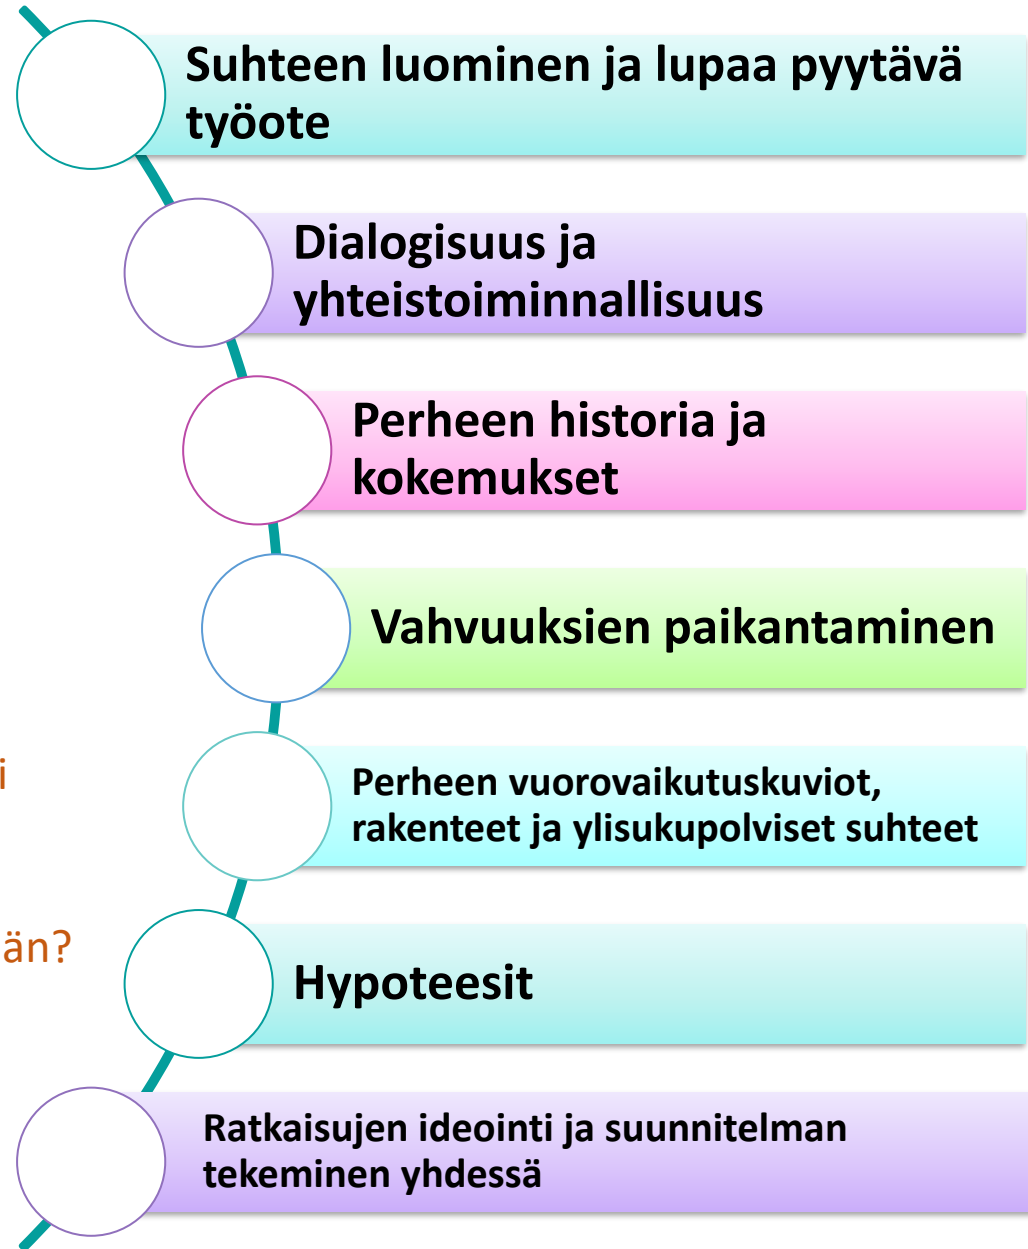 Suhteen luominen ja lupaa pyytävä
työote
Dialogisuus ja
yhteistoiminnallisuus
Perheen historia ja
kokemukset
Vahvuuksien paikantaminen
i
Perheen vuorovaikutuskuviot,
rakenteet ja ylisukupolviset suhteet
än?
Hypoteesit
Ratkaisujen ideointi ja suunnitelman
tekeminen yhdessä